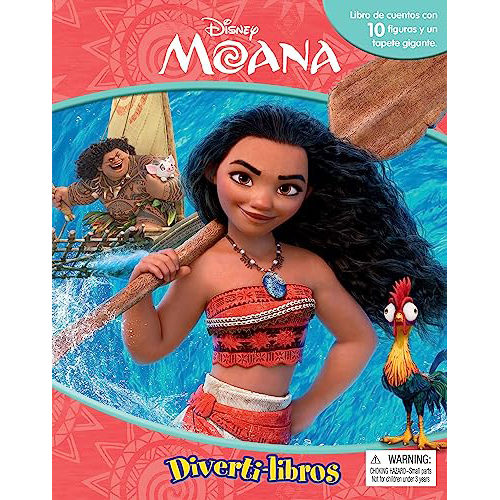 Disney
MOANA
Libro de cuentos con
10 figuras y un
tapete gigante.
Diverti-libros
WARNING:
CHOKING HAZARD–Small parts
Not for children under 3 years